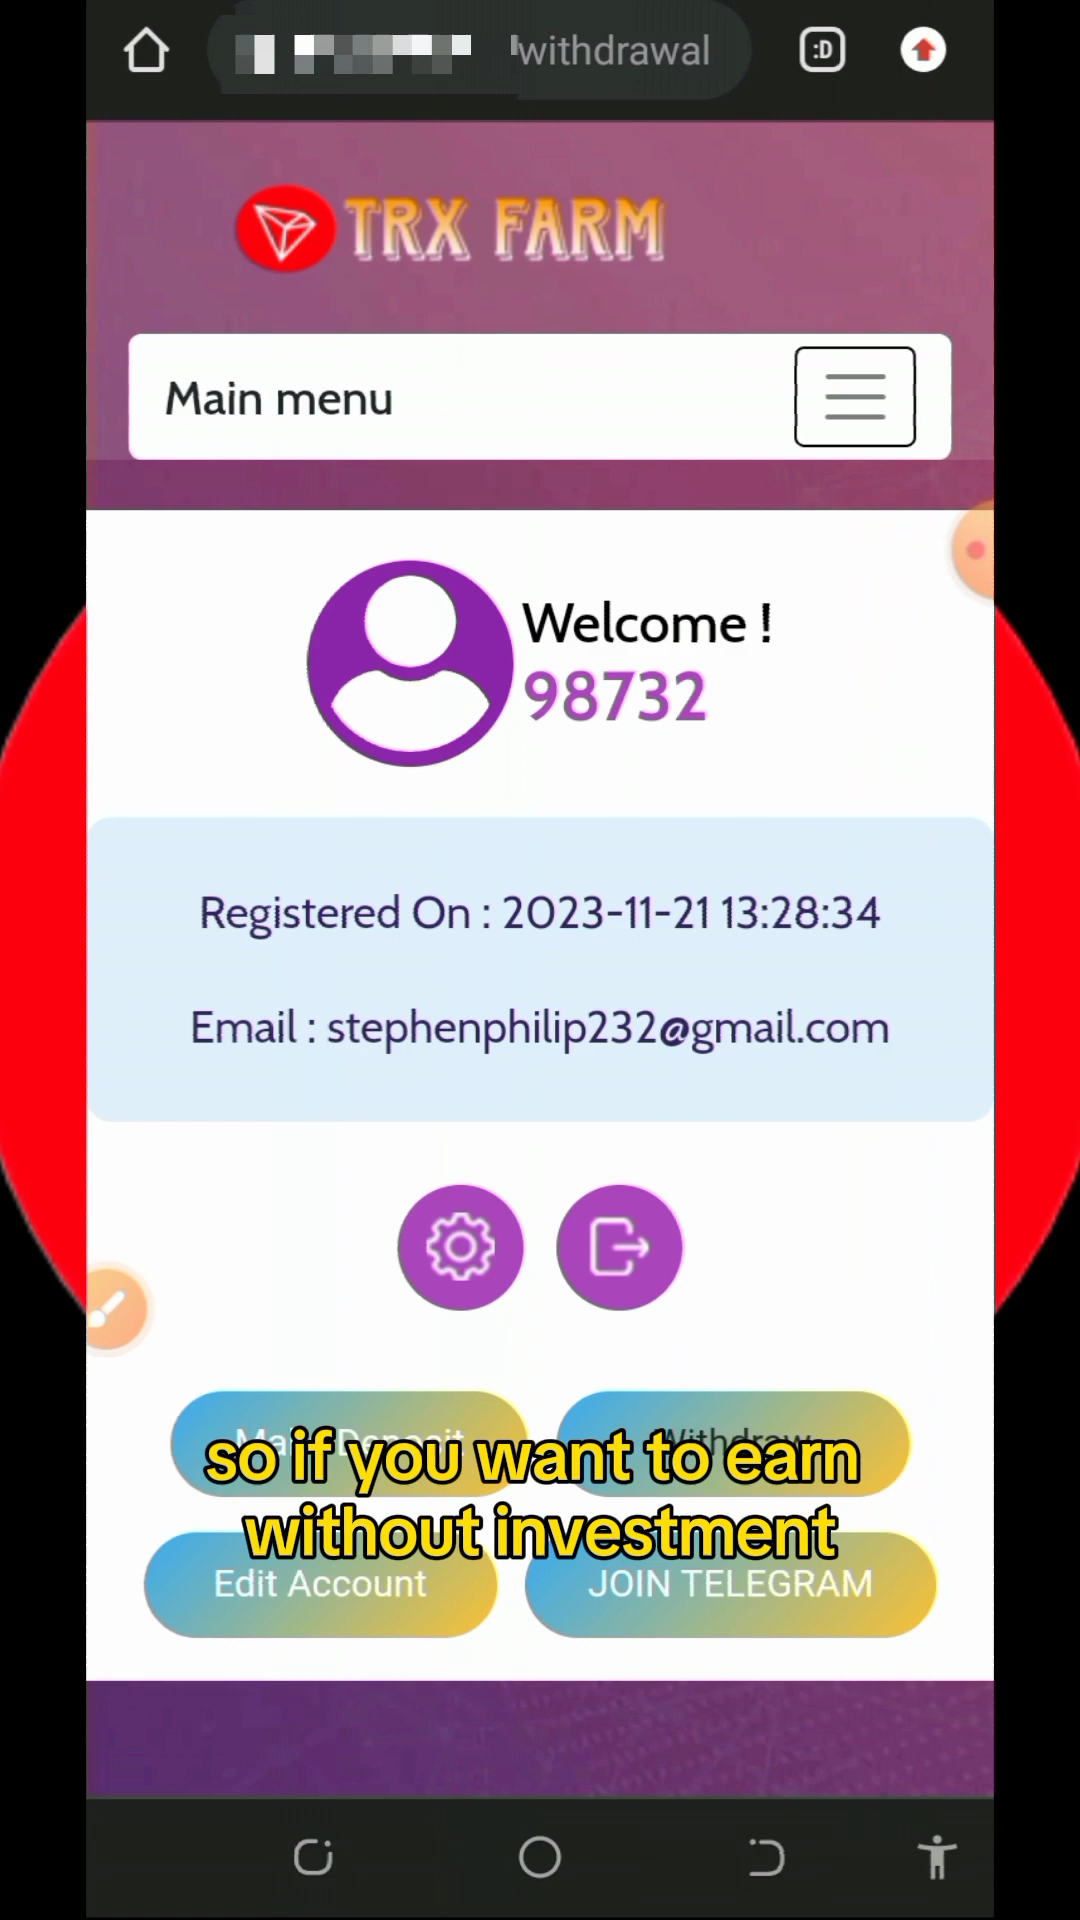 withdrawal
:D
TRX FARM
Main menu
Welcome !
98732
Registered On : 2023-11-21 13:28:34
Email : stephenphilip232@gmail.com
Make Deposit
Withdraw
so if you want to earn
without investment
Edit Account
JOIN TELEGRAM